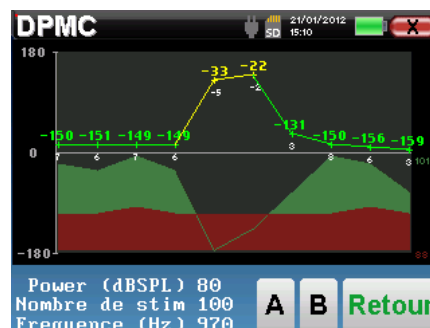 DPMC
SD 21/01/2012 15:10
X
180
-33 -22
-5 -2
-150 -151 -149 -149 -131 -150 -156 -159
0
7 6 7 6 3 8 6 3 101
-180
Power (dBSPL) 80
Nombre de stim 100
Frequence (Hz) 970
A B Retour